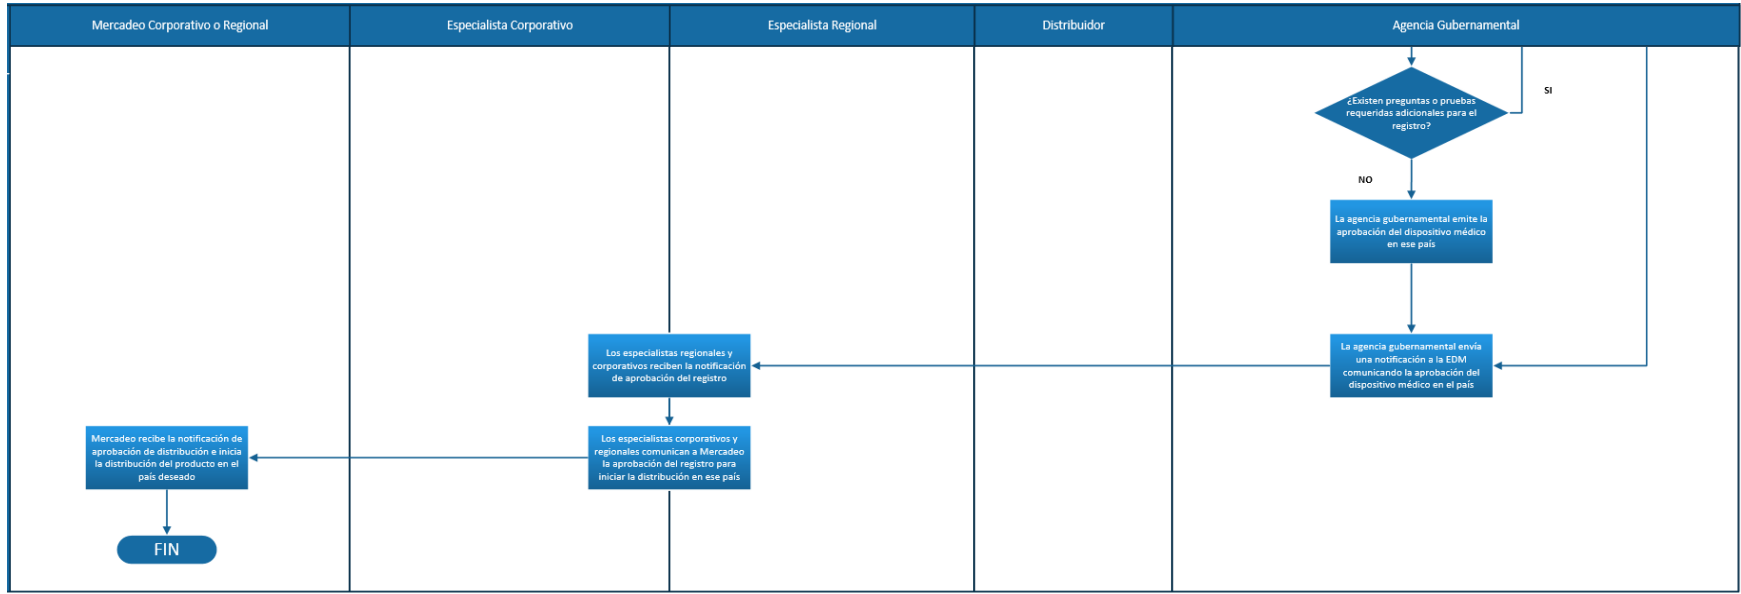 Mercadeo Corporativo o Regional
Especialista Corporativo
Especialista Regional
Distribuidor
Agencia Gubernamental
¿Existen preguntas o pruebas
requeridas adicionales para el
registro?
SI
NO
La agencia gubernamental emite la
aprobación del dispositivo médico
en ese país
La agencia gubernamental envía
una notificación a la EDM
comunicando la aprobación del
dispositivo médico en el país
Los especialistas regionales y
corporativos reciben la notificación
de aprobación del registro
Los especialistas corporativos y
regionales comunican a Mercadeo
la aprobación del registro para
iniciar la distribución en ese país
Mercadeo recibe la notificación de
aprobación de distribución e inicia
la distribución del producto en el
país deseado
FIN